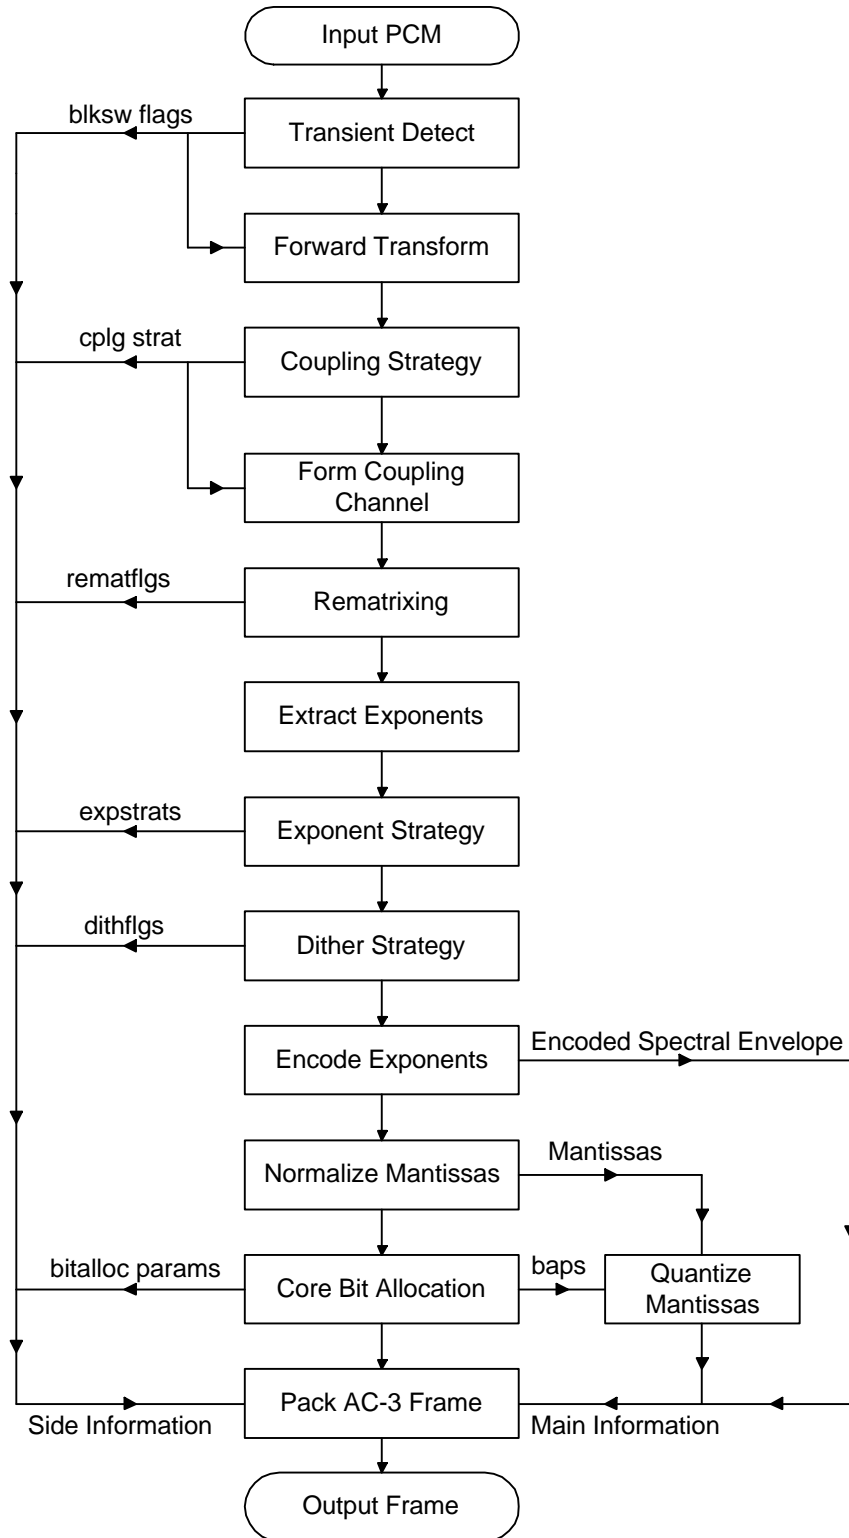 Input PCM
blksw flags
Transient Detect
Forward Transform
cplg strat
Coupling Strategy
Form Coupling
Channel
rematflgs
Rematrixing
Extract Exponents
expstrats
Exponent Strategy
dithflgs
Dither Strategy
Encoded Spectral Envelope
Encode Exponents
Mantissas
Normalize Mantissas
bitalloc params
Core Bit Allocation
baps
Quantize
Mantissas
Pack AC-3 Frame
Side Information
Main Information
Output Frame